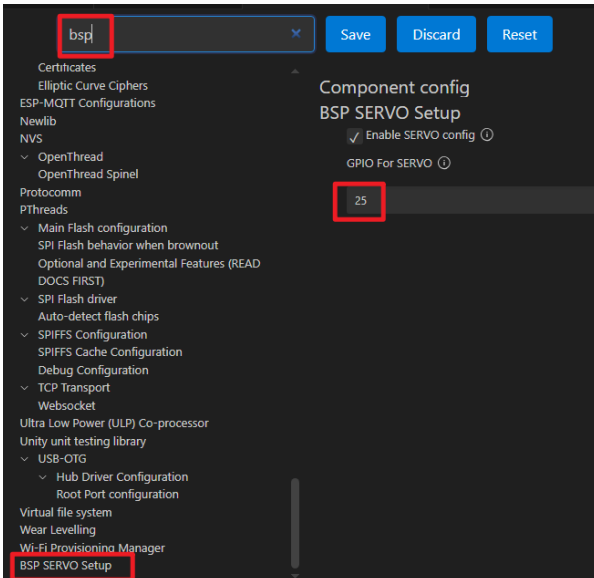 bsp
Save
Discard
Reset
Certificates
Elliptic Curve Ciphers
ESP-MQTT Configurations
Newlib
NVS
OpenThread
OpenThread Spinel
Protocomm
PThreads
Main Flash configuration
SPI Flash behavior when brownout
Optional and Experimental Features (READ
DOCS FIRST)
SPI Flash driver
Auto-detect flash chips
SPIFFS Configuration
SPIFFS Cache Configuration
Debug Configuration
TCP Transport
Websocket
Ultra Low Power (ULP) Co-processor
Unity unit testing library
USB-OTG
Hub Driver Configuration
Root Port configuration
Virtual file system
Wear Levelling
Wi-Fi Provisioning Manager
BSP SERVO Setup
Component config
BSP SERVO Setup
Enable SERVO config
GPIO For SERVO
25